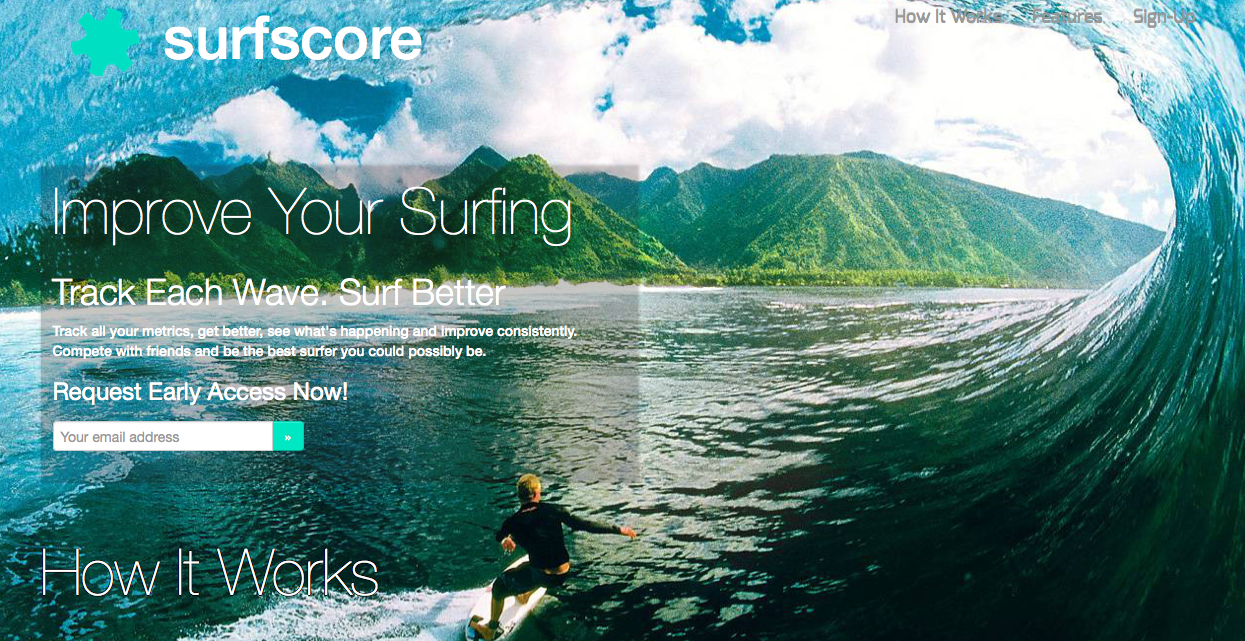 surfscore
How It Works
Features
Sign-Up
Improve Your Surfing
Track Each Wave. Surf Better
Track all your metrics, get better, see what's happening and improve consistently.
Compete with friends and be the best surfer you could possibly be.
Request Early Access Now!
Your email address »
How It Works